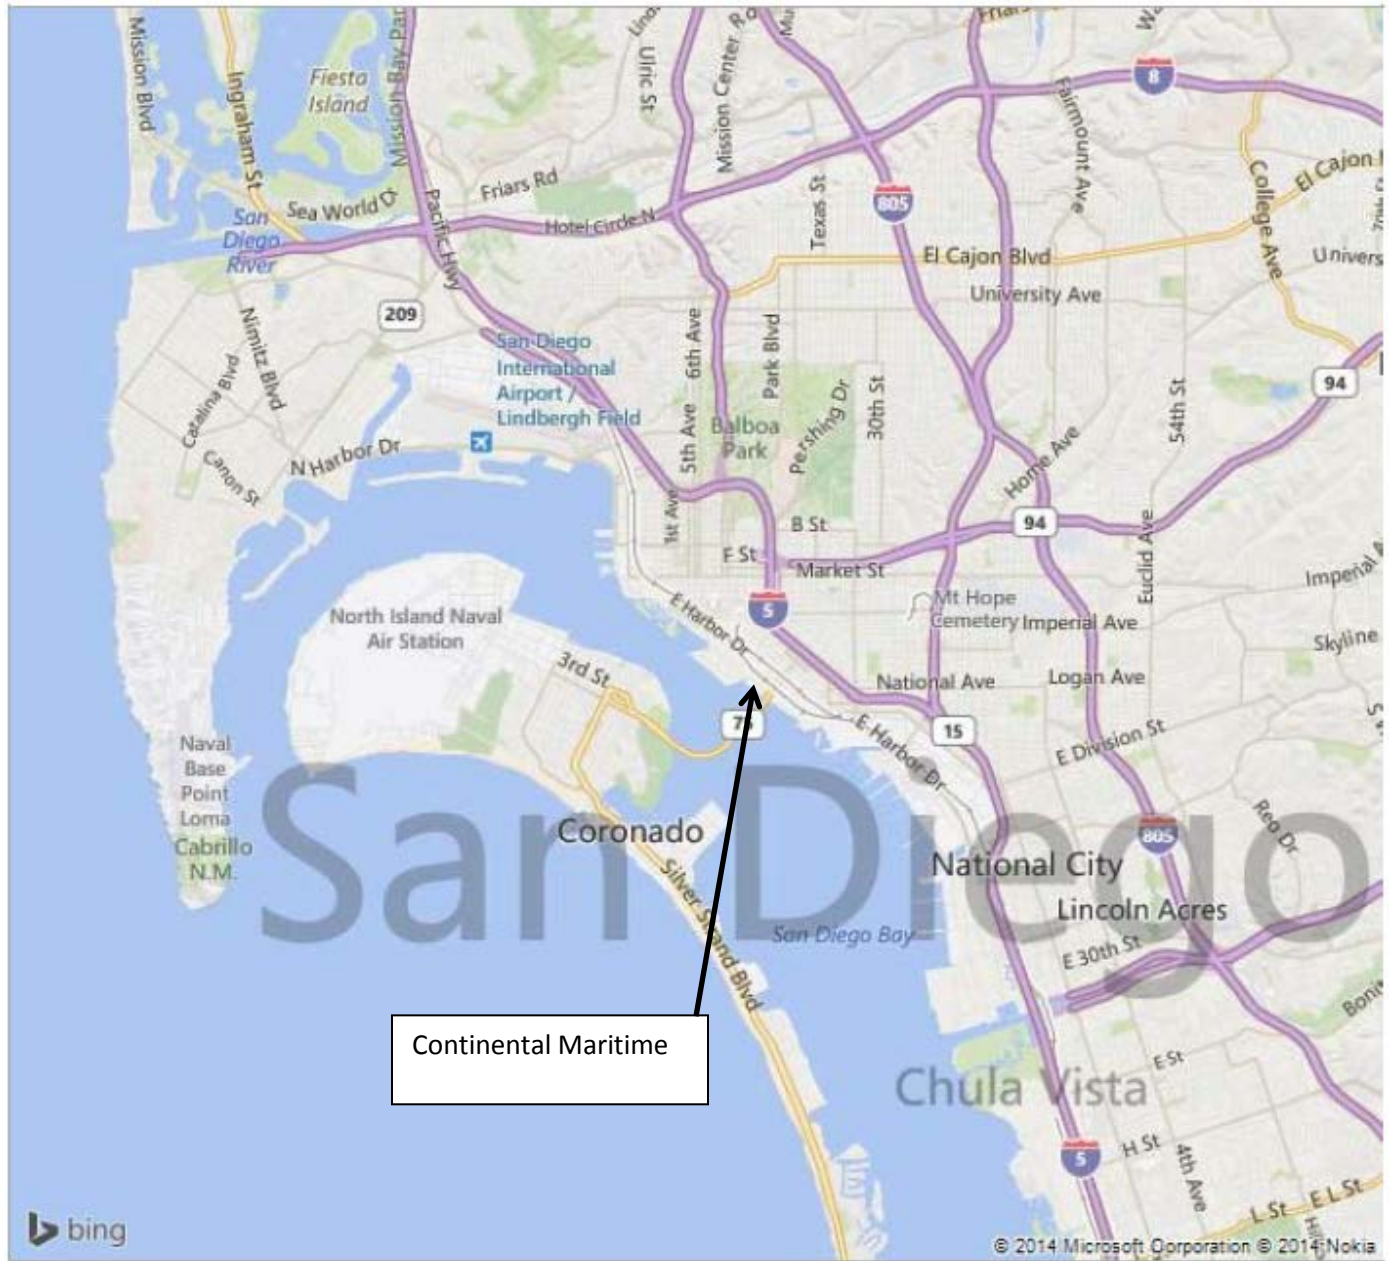 Mission Blvd
Ingraham St
Fiesta
Island
Mission Bay Par
Ulric St
Mission Center Ro
Friars
8
Fairmount Ave
College Ave
El Cajon
70th
Friars Rd
Sea World Dr
San
Diego
River
Pacific Hwy
Hotel Circle N
Texas St
805
El Cajon Blvd
Univers
University Ave
209
Nimitz Blvd
Catalina Blvd
Canon St
N Harbor Dr
San Diego
International
Airport /
Lindbergh Field
6th Ave
5th Ave
Park Blvd
Balboa
Park
Pershing Dr
30th St
54th St
94
Home Ave
1st Ave
B St
94
F St
Market St
Euclid Ave
Imperial A
North Island Naval
Air Station
E Harbor Dr
5
Mt Hope
Cemetery
Imperial Ave
Skyline
3rd St
National Ave
Logan Ave
75
E Harbor Dr
15
E Division St
Naval
Base
Point
Loma
Cabrillo
N.M.
San Diego
Coronado
Silver Strand Blvd
National City
805
Reo Dr
Lincoln Acres
San Diego Bay
E 30th St
Bonit
Continental Maritime
Chula Vista
E St
H St
5
4th Ave
L St
E L St
bing
© 2014 Microsoft Corporation © 2014 Nokia